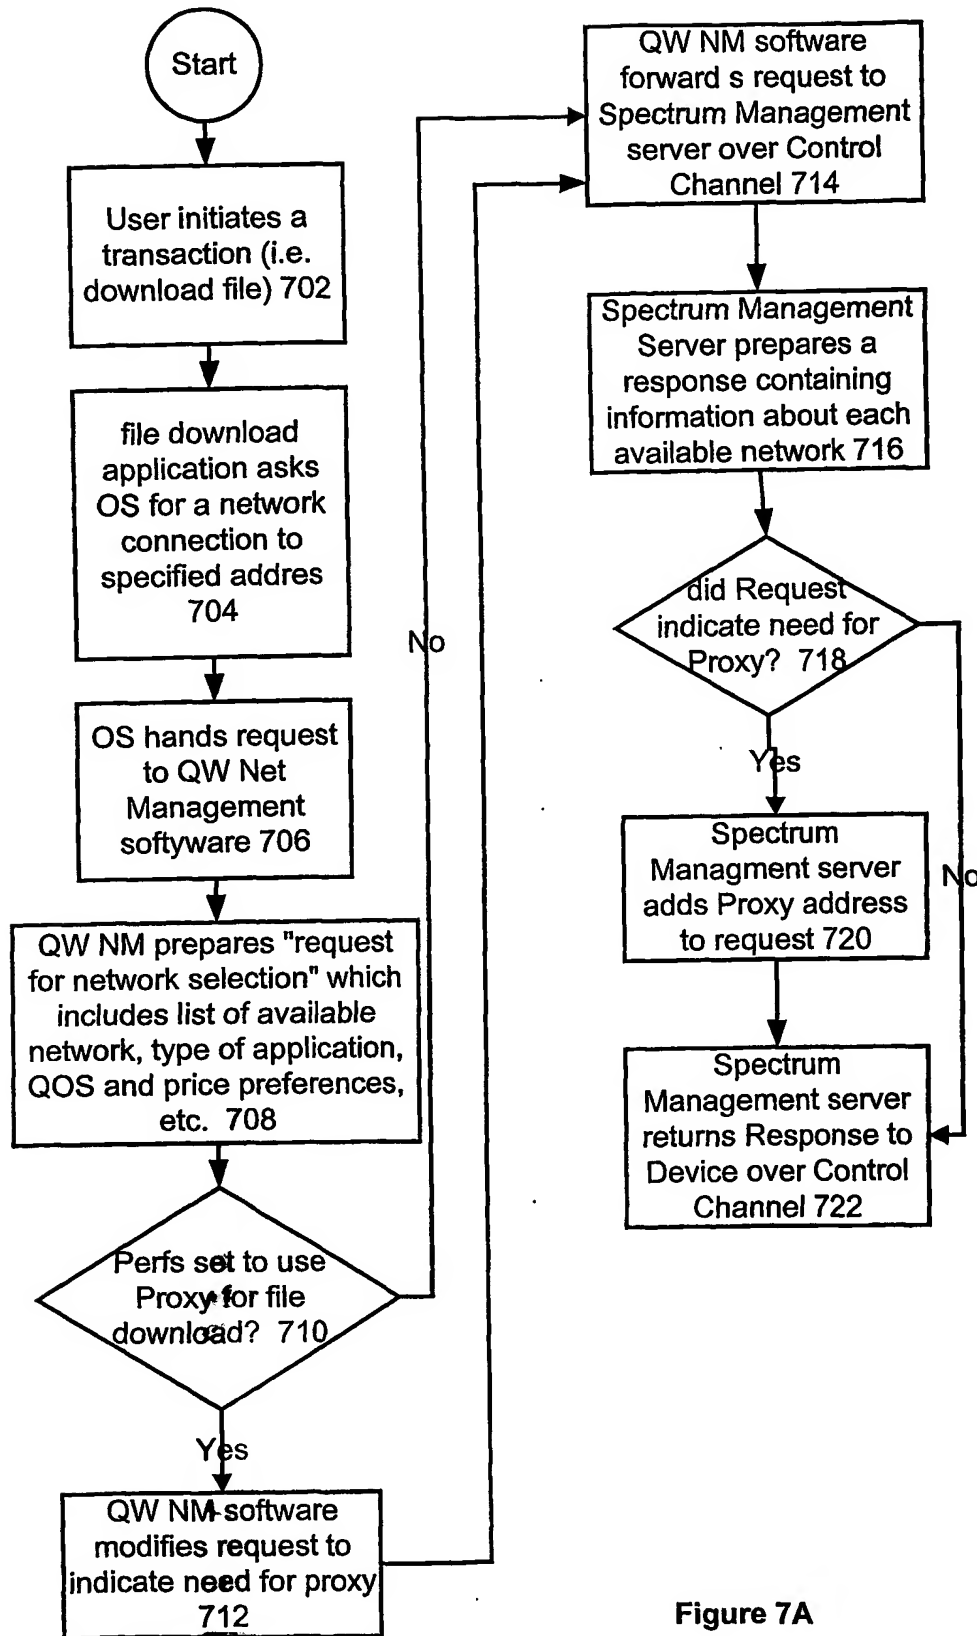 Start
User initiates a
transaction (i.e.
download file) 702
file download
application asks
OS for a network
connection to
specified addres
704
OS hands request
to QW Net
Management
softyware 706
QW NM prepares "request
for network selection" which
includes list of available
network, type of application,
QOS and price preferences,
etc. 708
Perfs set to use
Proxy for file
download? 710
Yes
QW NM software
modifies request to
indicate need for proxy
712
No
QW NM software
forward s request to
Spectrum Management
server over Control
Channel 714
Spectrum Management
Server prepares a
response containing
information about each
available network 716
did Request
indicate need for
Proxy? 718
Yes
No
Spectrum
Managment server
adds Proxy address
to request 720
Spectrum
Management server
returns Response to
Device over Control
Channel 722
Figure 7A